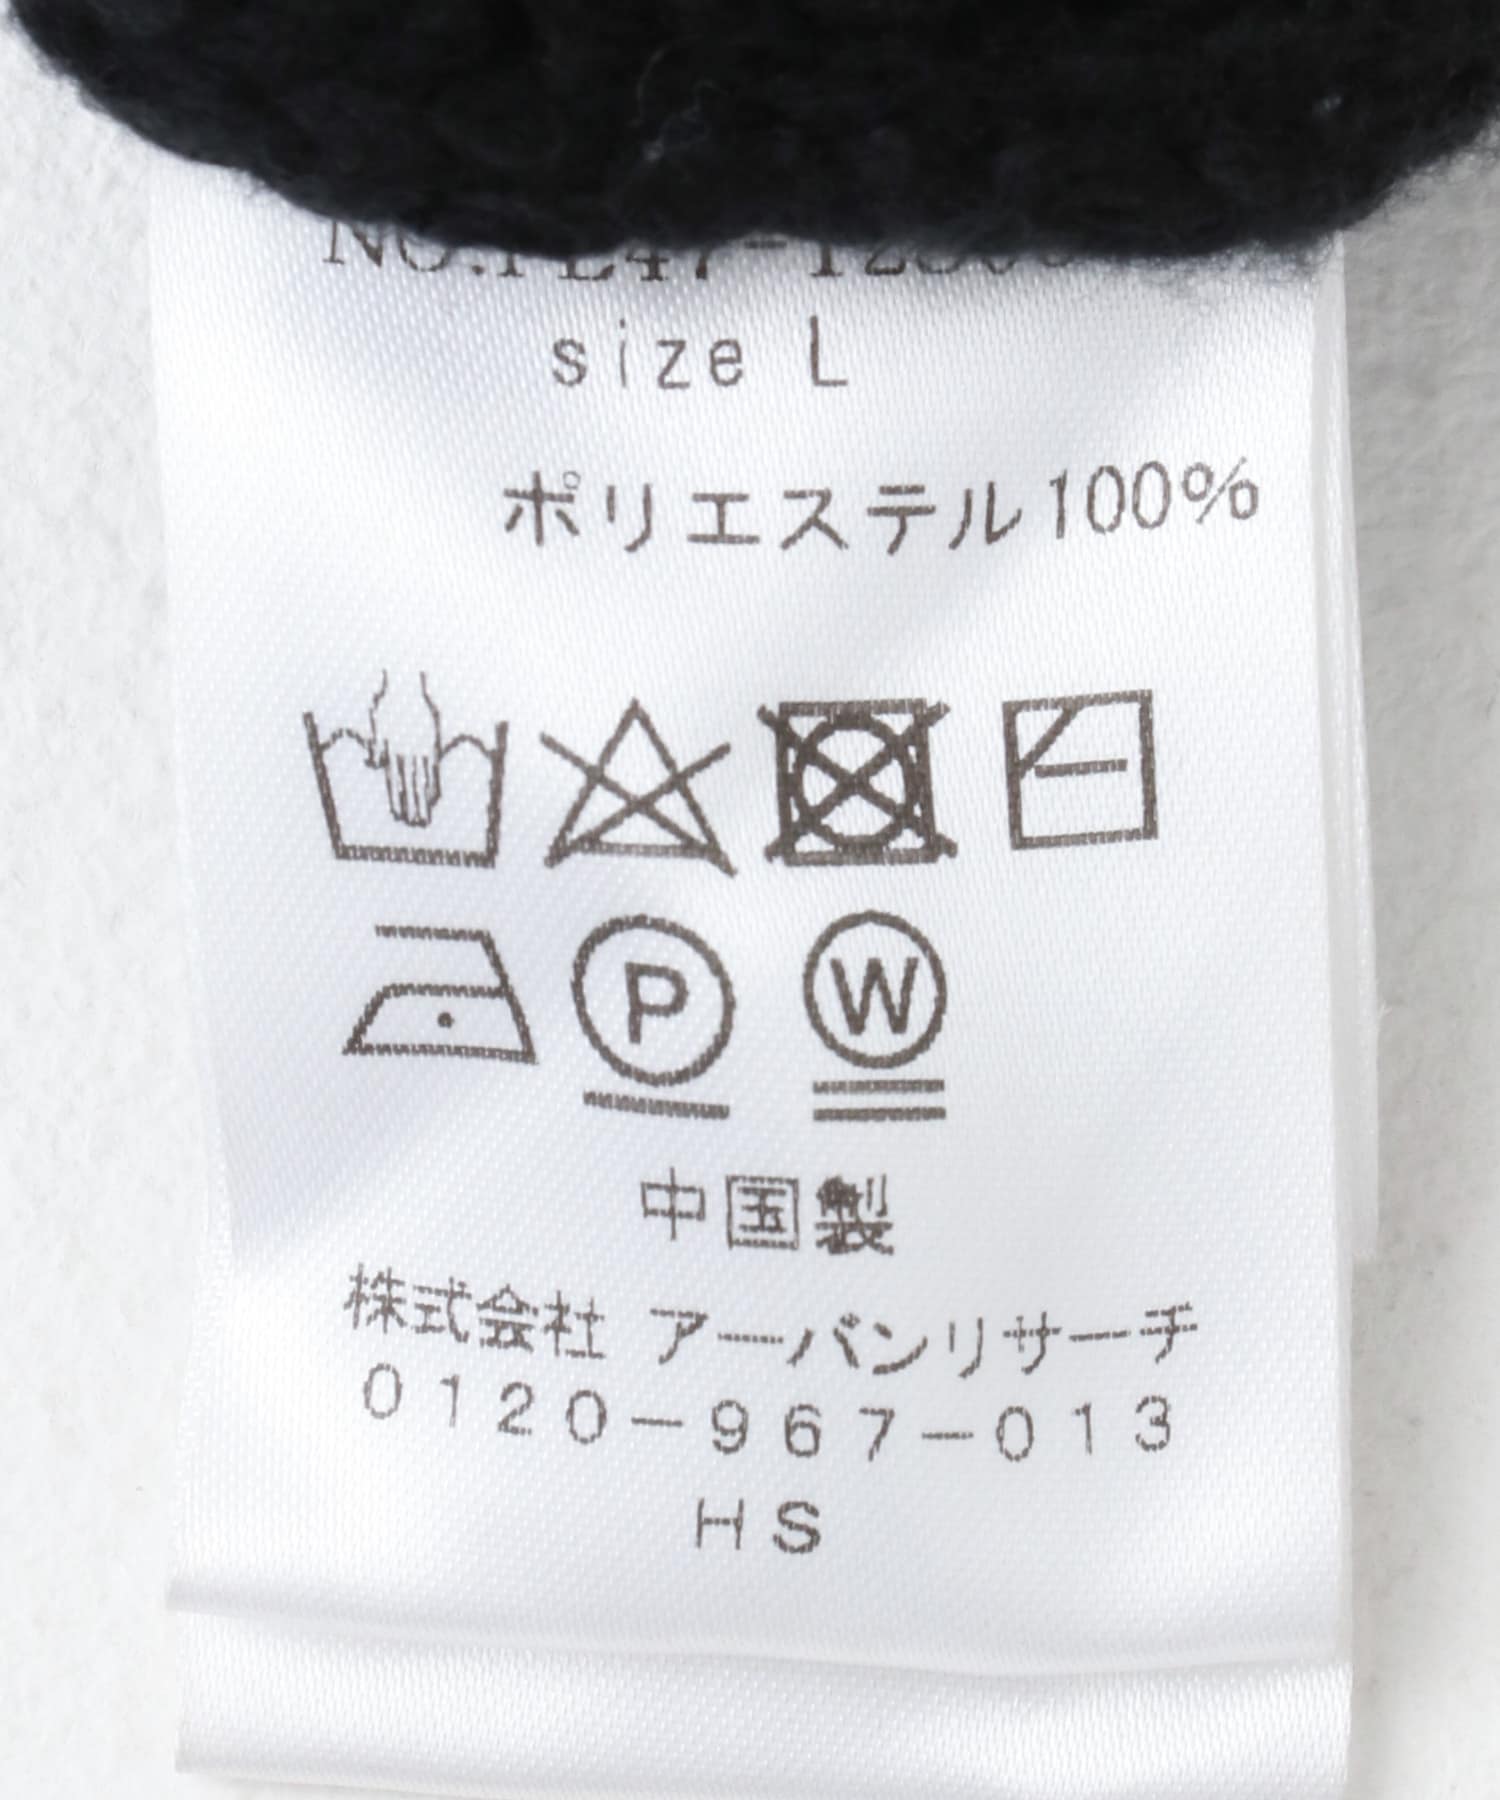 size L
ポリエステル100%
P W
中国製
株式会社 アーバンリサーチ
0120-967-013
HS